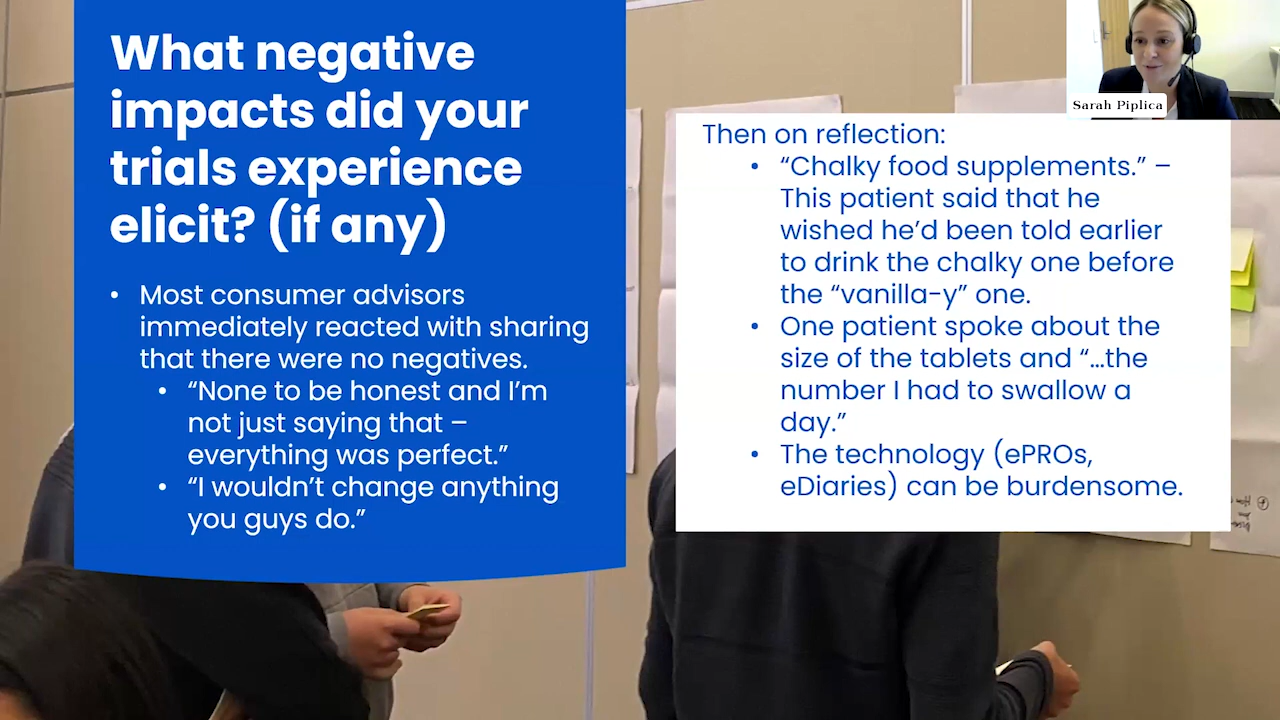 What negative
impacts did your
trials experience
elicit? (if any)
• Most consumer advisors
immediately reacted with sharing
that there were no negatives.
• “None to be honest and I’m
not just saying that –
everything was perfect.”
• “I wouldn’t change anything
you guys do.”
Sarah Piplica
Then on reflection:
• “Chalky food supplements.” –
This patient said that he
wished he’d been told earlier
to drink the chalky one before
the “vanilla-y” one.
• One patient spoke about the
size of the tablets and “…the
number I had to swallow a
day.”
• The technology (ePROs,
eDiaries) can be burdensome.